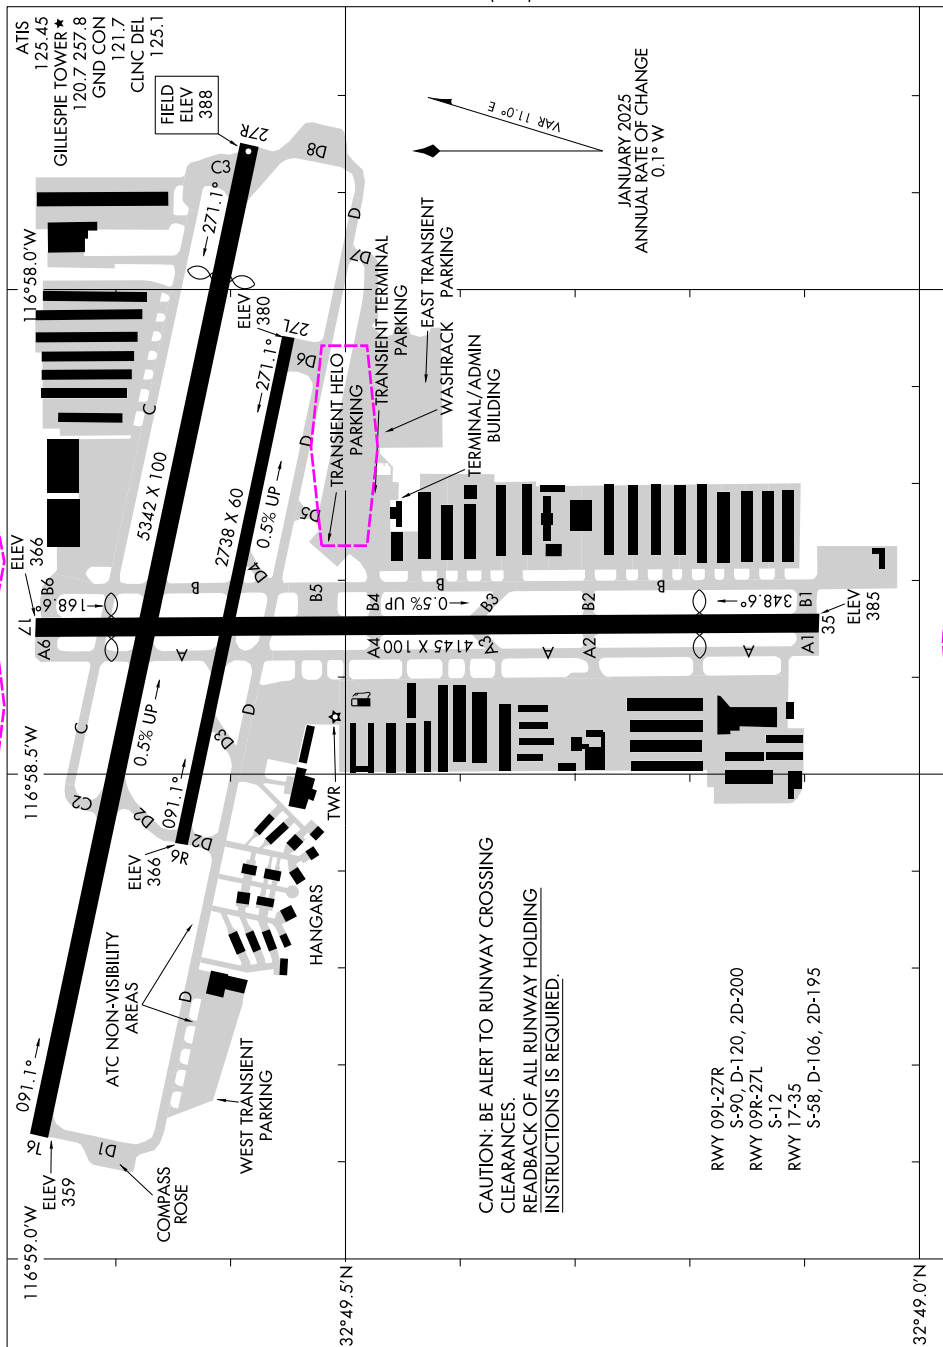 ATIS
125.45
GILLESPIE TOWER★
120.7 257.8
GND CON
121.7
CLNC DEL
125.1
FIELD
ELEV
388
27R
C3
D8
271.1°
VAR 11.0° E
JANUARY 2025
ANNUAL RATE OF CHANGE
0.1° W
116°58.0'W
D
D7
ELEV
380
27L
271.1°
D6
C
5342 X 100
2738 X 60
0.5% UP
D
D5
D4
TRANSIENT HELO
PARKING
TRANSIENT TERMINAL
PARKING
EAST TRANSIENT
PARKING
WASHRACK
TERMINAL/ADMIN
BUILDING
ELEV
366
17
168.6°
B6
B
B5
B4
B
0.5% UP
B3
B2
B
348.6°
B1
35
ELEV
385
A6
A
A4
4145 X 100
A3
A
A2
A
A1
C
0.5% UP
D
D3
116°58.5'W
C2
D2
091.1°
D2
9R
ELEV
366
TWR
HANGARS
ATC NON-VISIBILITY
AREAS
D
091.1°
9L
ELEV
359
D1
COMPASS
ROSE
WEST TRANSIENT
PARKING
116°59.0'W
32°49.5'N
32°49.0'N
CAUTION: BE ALERT TO RUNWAY CROSSING
CLEARANCES.
READBACK OF ALL RUNWAY HOLDING
INSTRUCTIONS IS REQUIRED.
RWY 09L-27R
S-90, D-120, 2D-200
RWY 09R-27L
S-12
RWY 17-35
S-58, D-106, 2D-195